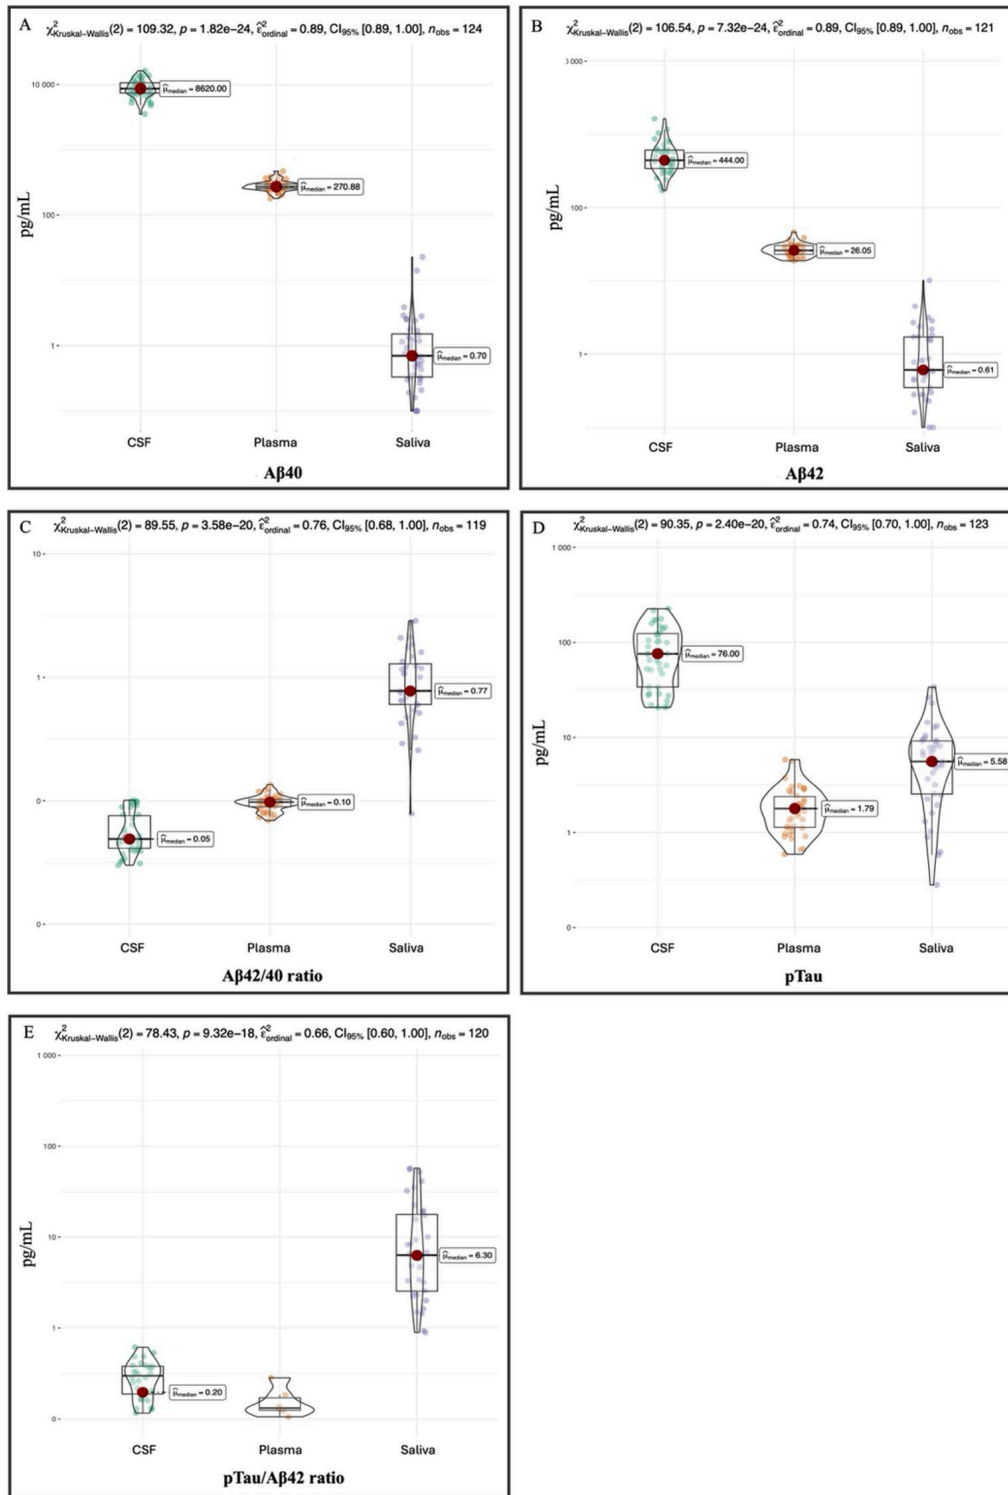 A
χ²Kruskal−Wallis(2) = 109.32, p = 1.82e−24, ε̂²ordinal = 0.89, CI95% [0.89, 1.00], nobs = 124
10 000
μ̂median = 8620.00
μ̂median = 270.88
100
pg/mL
1
μ̂median = 0.70
CSF Plasma Saliva
Aβ40
B
χ²Kruskal−Wallis(2) = 106.54, p = 7.32e−24, ε̂²ordinal = 0.89, CI95% [0.89, 1.00], nobs = 121
0 000
μ̂median = 444.00
100
pg/mL
μ̂median = 26.05
1
μ̂median = 0.61
CSF Plasma Saliva
Aβ42
C
χ²Kruskal−Wallis(2) = 89.55, p = 3.58e−20, ε̂²ordinal = 0.76, CI95% [0.68, 1.00], nobs = 119
10
1
μ̂median = 0.77
0
μ̂median = 0.10
μ̂median = 0.05
0
CSF Plasma Saliva
Aβ42/40 ratio
D
χ²Kruskal−Wallis(2) = 90.35, p = 2.40e−20, ε̂²ordinal = 0.74, CI95% [0.70, 1.00], nobs = 123
1 000
100
μ̂median = 76.00
pg/mL
10
μ̂median = 5.58
1
μ̂median = 1.79
0
CSF Plasma Saliva
pTau
E
χ²Kruskal−Wallis(2) = 78.43, p = 9.32e−18, ε̂²ordinal = 0.66, CI95% [0.60, 1.00], nobs = 120
1 000
100
pg/mL
10
μ̂median = 6.30
1
μ̂median = 0.20
0
CSF Plasma Saliva
pTau/Aβ42 ratio